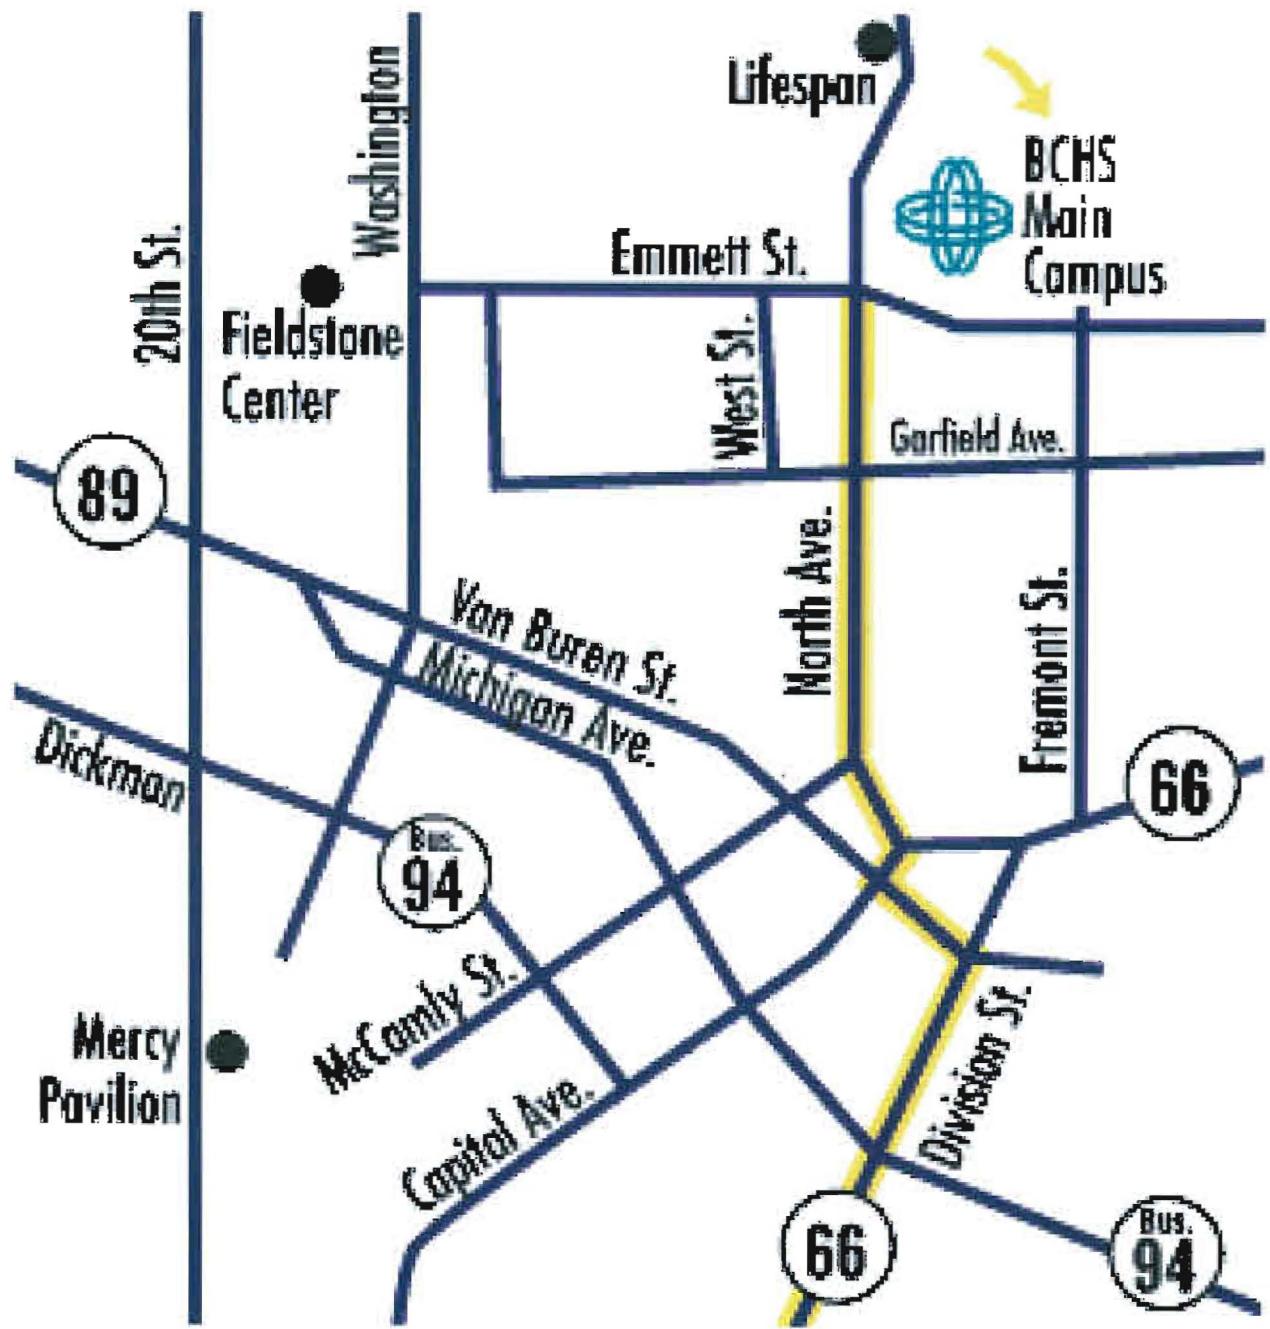 Lifespan
BCHS
Main
Campus
Washington
20th St.
Emmett St.
Fieldstone
Center
West St.
Garfield Ave.
89
North Ave.
Fremont St.
Van Buren St.
Michigan Ave.
Dickman
66
Bus.
94
McCamly St.
Mercy
Pavilion
Capital Ave.
Division St.
66
Bus.
94